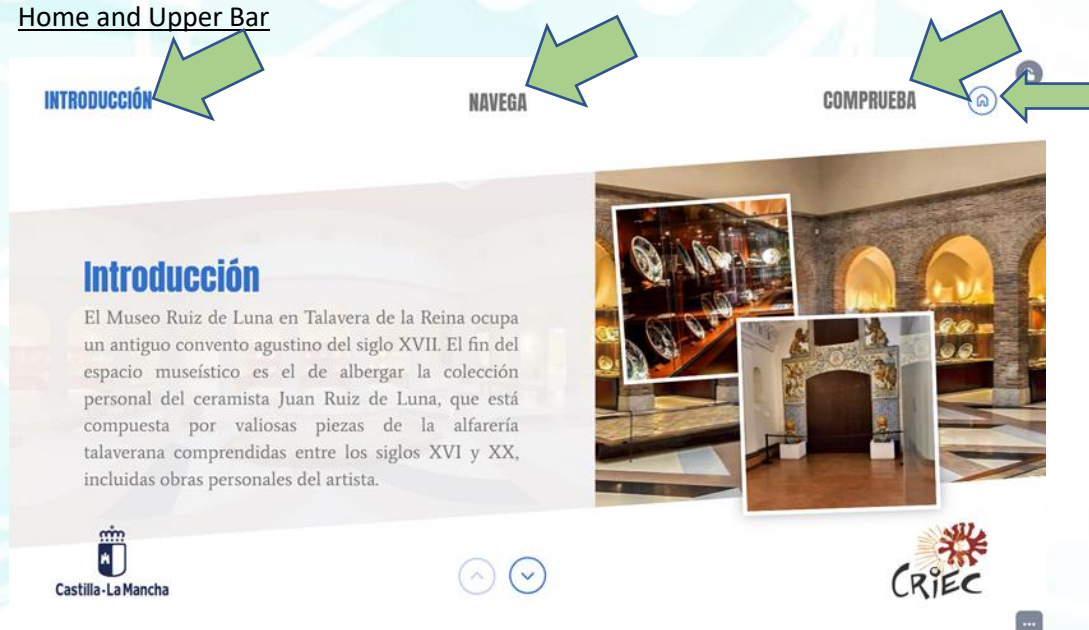 Home and Upper Bar
INTRODUCCIÓN
NAVEGA
COMPRUEBA
Introducción
El Museo Ruiz de Luna en Talavera de la Reina ocupa
un antiguo convento agustino del siglo XVII. El fin del
espacio museístico es el de albergar la colección
personal del ceramista Juan Ruiz de Luna, que está
compuesta por valiosas piezas de la alfarería
talaverana comprendidas entre los siglos XVI y XX,
incluidas obras personales del artista.
Castilla-La Mancha
CRiEC